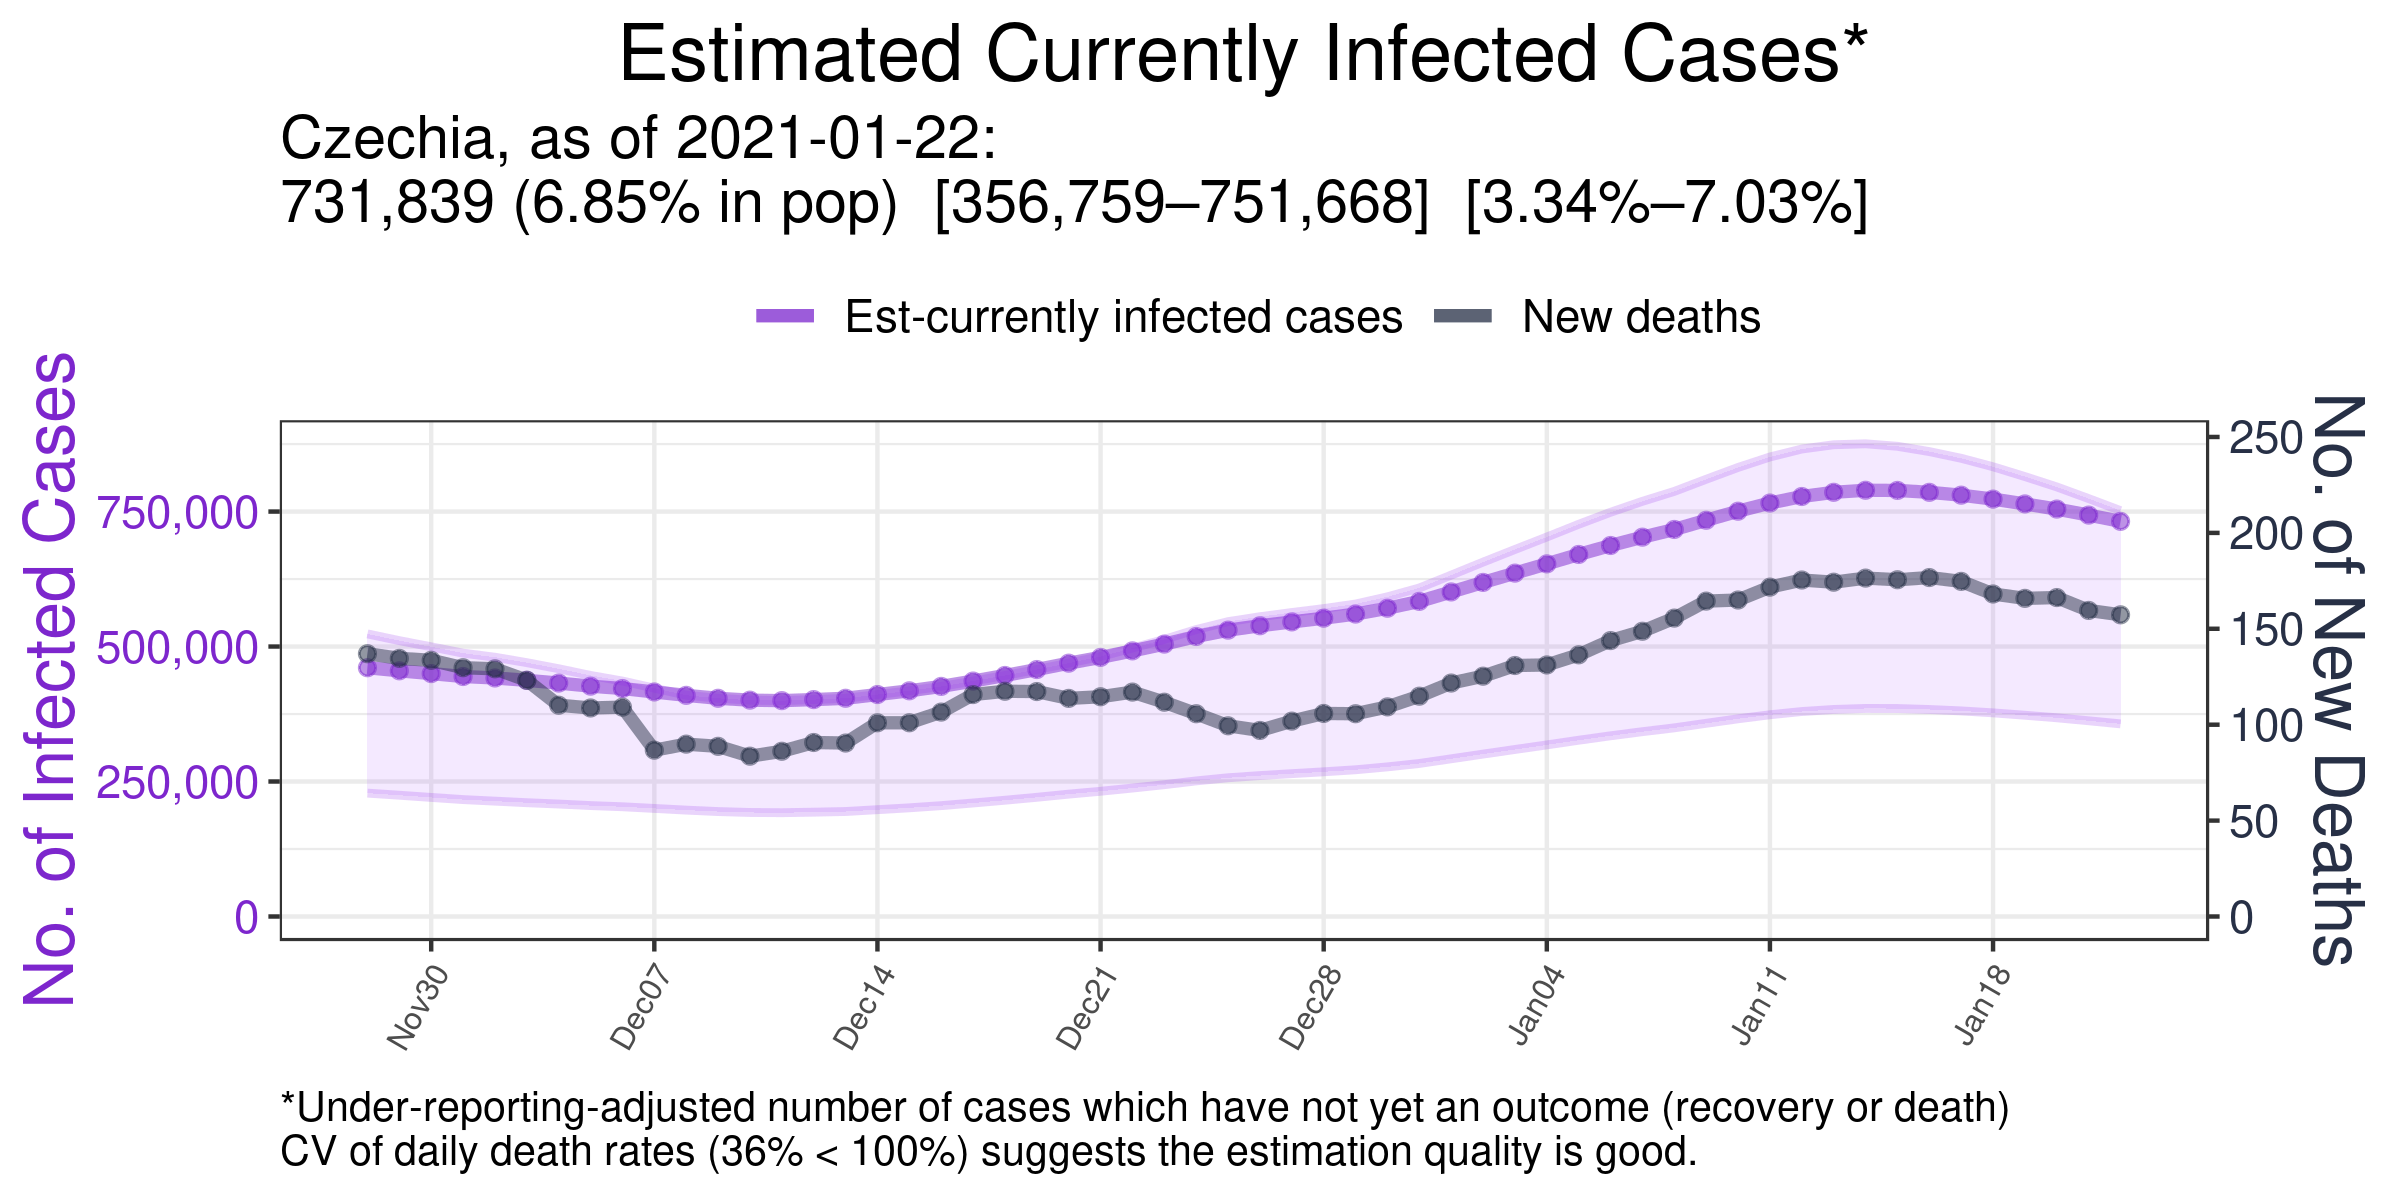 Estimated Currently Infected Cases*
Czechia, as of 2021-01-22:
731,839 (6.85% in pop)  [356,759–751,668]  [3.34%–7.03%]
Est-currently infected cases
New deaths
No. of Infected Cases
750,000
500,000
250,000
0
250
200
150
100
50
0
No. of New Deaths
Nov30
Dec07
Dec14
Dec21
Dec28
Jan04
Jan11
Jan18
*Under-reporting-adjusted number of cases which have not yet an outcome (recovery or death)
CV of daily death rates (36% < 100%) suggests the estimation quality is good.